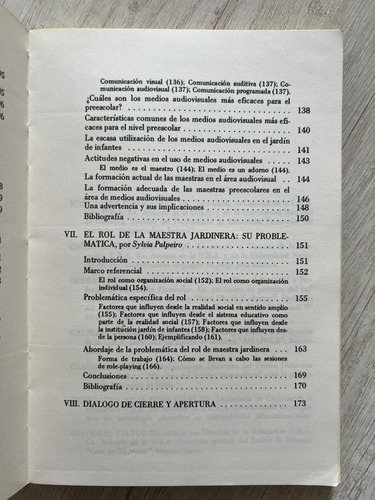 Comunicación visual (136); Comunicación auditiva (137); Co-
municación audiovisual (137); Comunicación programada (137).
¿Cuáles son los medios audiovisuales más eficaces para el
preescolar? 138
Características comunes de los medios audiovisuales más efi-
caces para el nivel preescolar 140
La escasa utilización de los medios audiovisuales en el jardín
de infantes 141
Actitudes negativas en el uso de medios audiovisuales 143
El medio es el maestro (144); El medio es un adorno (144).
La formación actual de las maestras en el área audiovisual 144
La formación adecuada de las maestras preescolares en el
área de medios audiovisuales 146
Una advertencia y sus implicaciones 148
Bibliografía 150
VII. EL ROL DE LA MAESTRA JARDINERA: SU PROBLE-
MATICA, por Sylvia Pulpeiro 151
Introducción 151
Marco referencial 152
El rol como organización social (152); El rol como organización
individual (154).
Problemática específica del rol 155
Factores que influyen desde la realidad social en sentido amplio
(155); Factores que influyen desde el sistema educativo como
parte de la realidad social (157); Factores que influyen desde la
institución jardín de infantes (158); Factores que influyen des-
de la persona (160); Ejemplificando (161).
Abordaje de la problemática del rol de maestra jardinera 163
Forma de trabajo (164); Cómo se llevan a cabo las sesiones
de role-playing (166).
Conclusiones 169
Bibliografía 170
VIII. DIALOGO DE CIERRE Y APERTURA 173